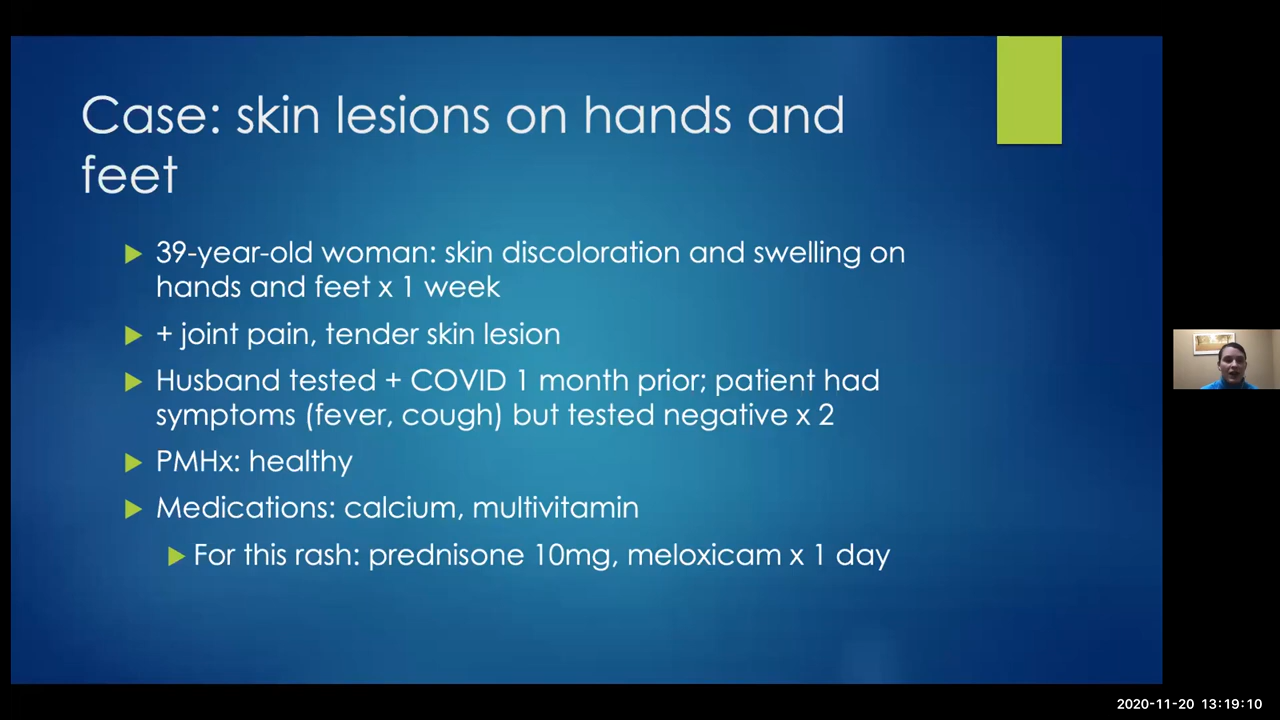 Case: skin lesions on hands and
feet
39-year-old woman: skin discoloration and swelling on
hands and feet x 1 week
+ joint pain, tender skin lesion
Husband tested + COVID 1 month prior; patient had
symptoms (fever, cough) but tested negative x 2
PMHx: healthy
Medications: calcium, multivitamin
For this rash: prednisone 10mg, meloxicam x 1 day
2020-11-20 13:19:10